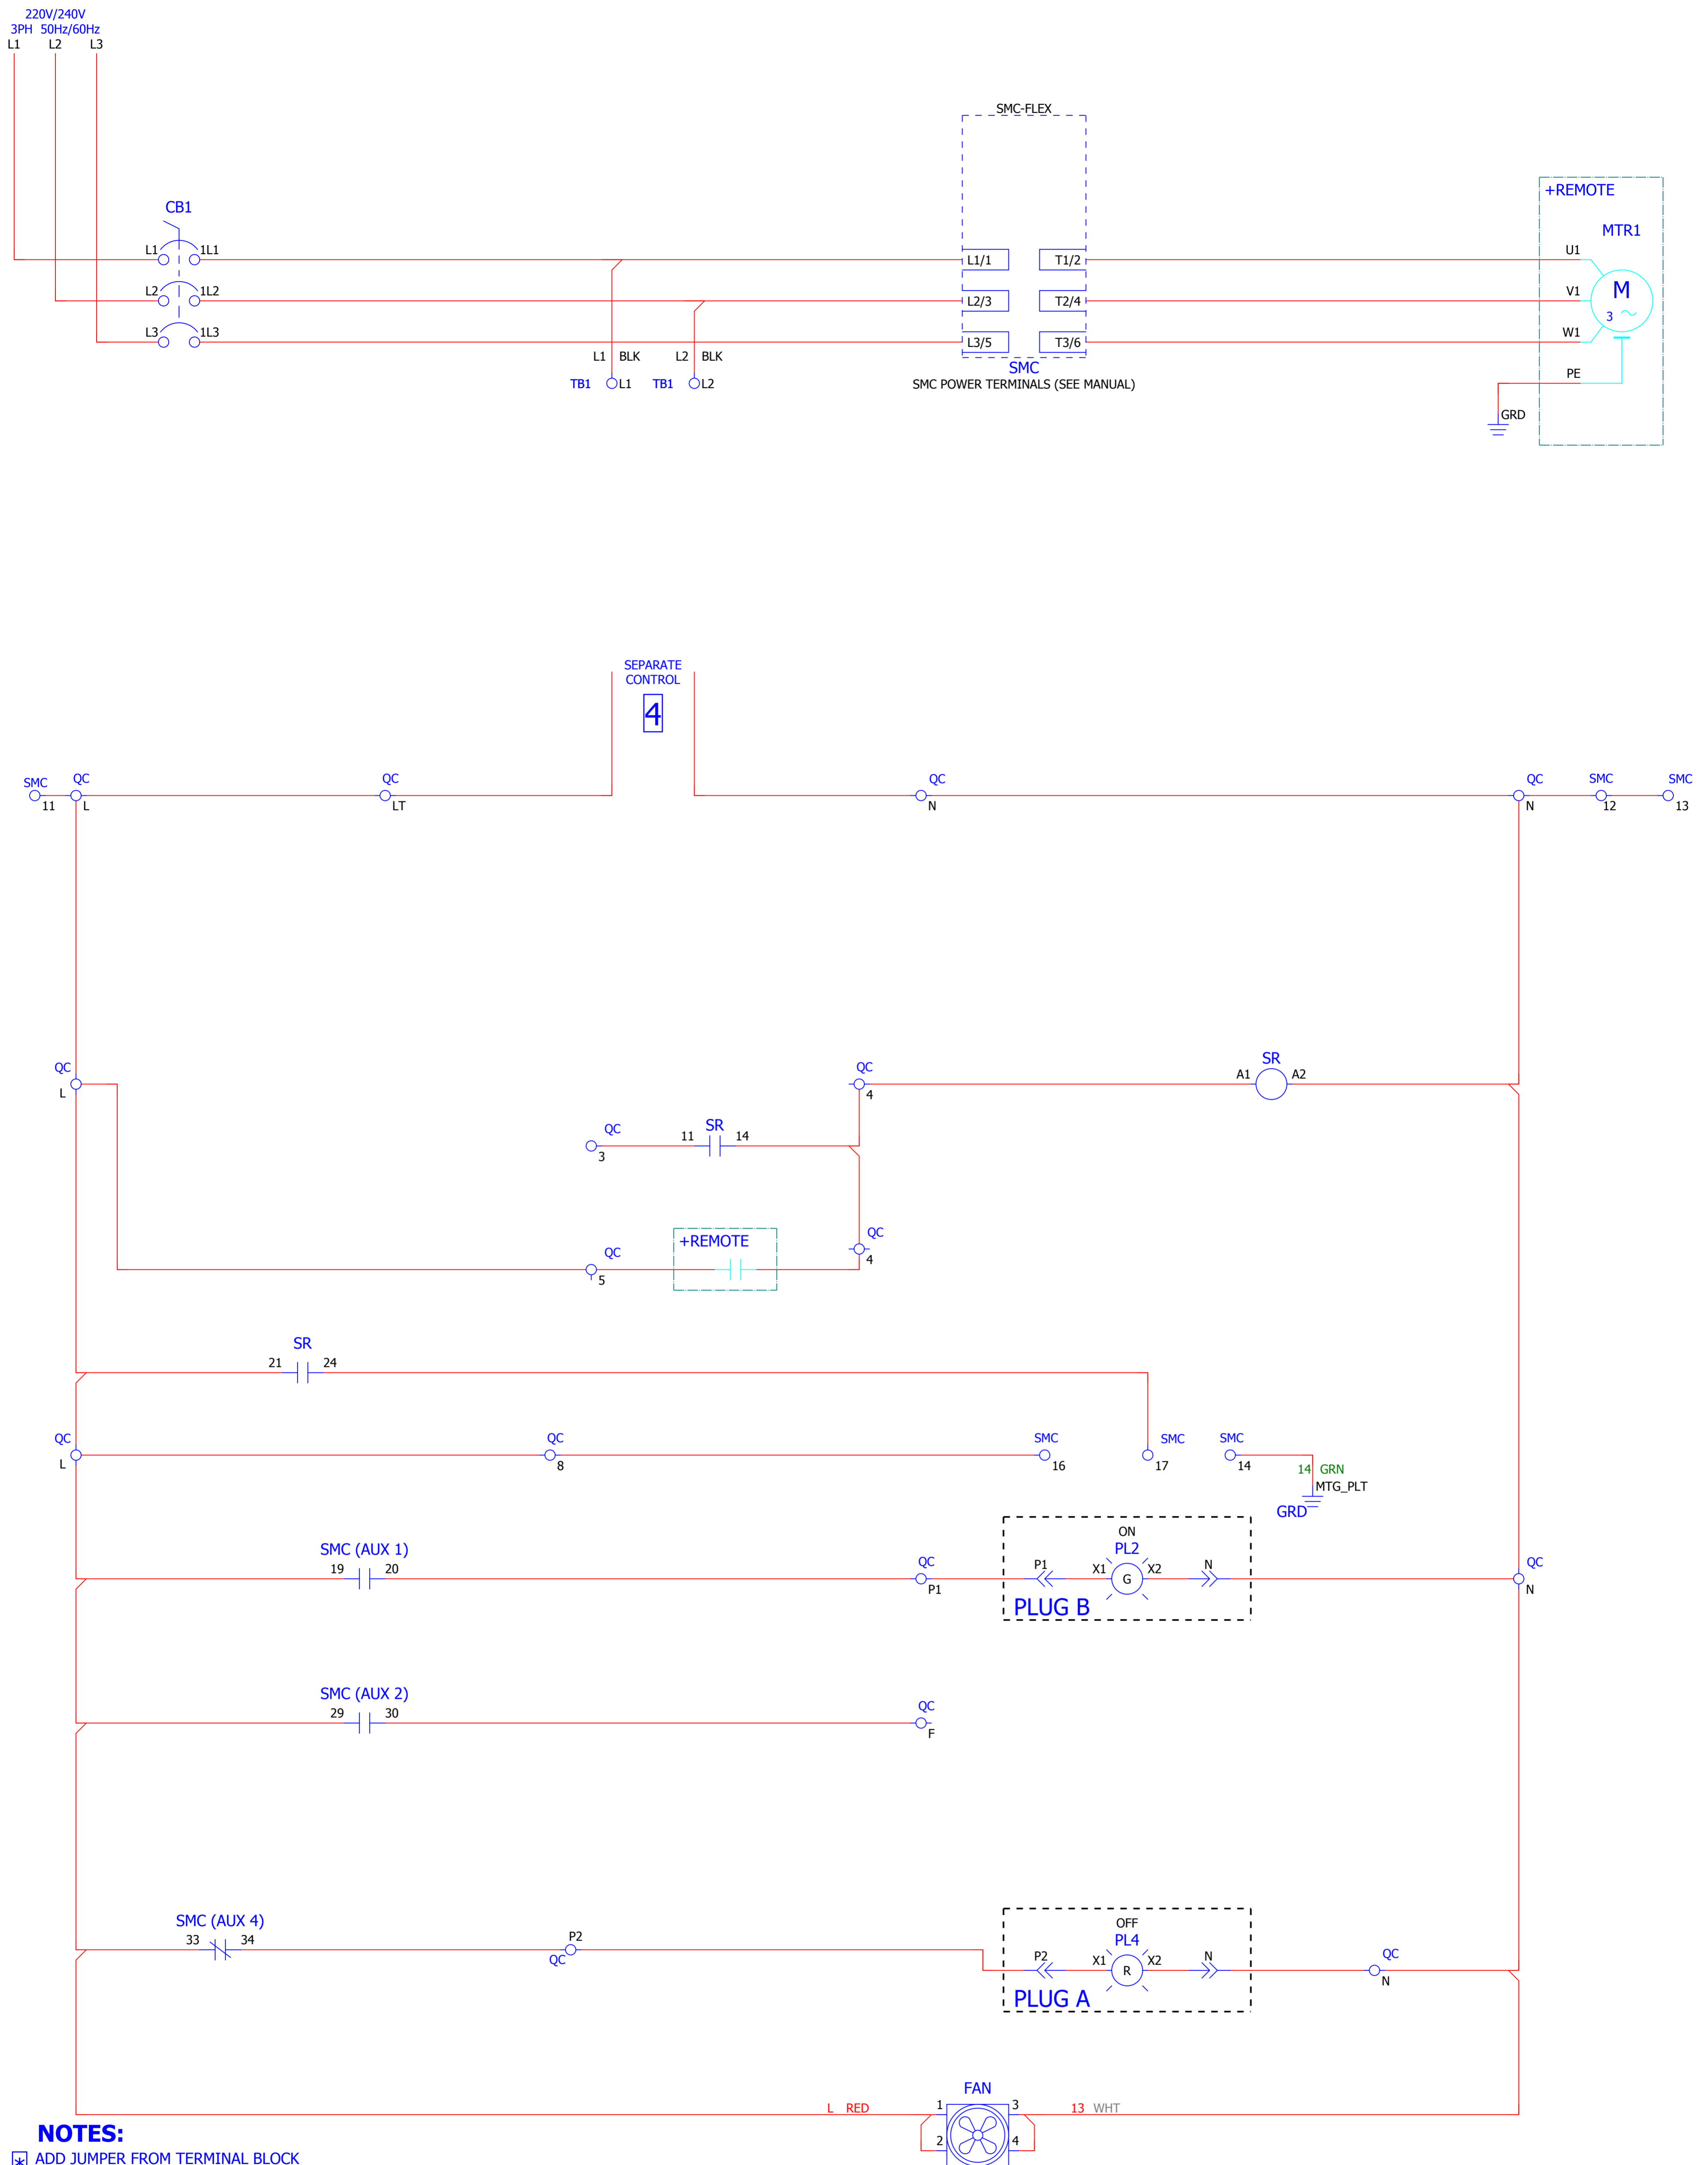 220V/240V
3PH 50Hz/60Hz
L1 L2 L3
SMC-FLEX
+REMOTE
CB1
MTR1
L1 1L1 L1/1 T1/2 U1
L2 1L2 L2/3 T2/4 V1 M
3
L3 1L3 L3/5 T3/6 W1
L1 BLK L2 BLK
SMC
TB1 L1 TB1 L2 SMC POWER TERMINALS (SEE MANUAL)
PE
GRD
SEPARATE
CONTROL
4
SMC QC QC QC QC SMC SMC
11 L LT N N 12 13
QC QC SR
A1 A2
L 4
QC SR
11 14
3
QC
+REMOTE QC
4
5
SR
21 24
QC QC SMC SMC SMC
L 8 16 17 14
14 GRN
MTG_PLT
GRD
ON
SMC (AUX 1) PL2
19 20 QC P1 X1 X2 N QC
G
P1 N
PLUG B
SMC (AUX 2)
29 30 QC
F
SMC (AUX 4) OFF
33 34 P2 PL4
QC P2 X1 X2 N QC
R
N
PLUG A
FAN
L RED 1 3 13 WHT
2 4
NOTES:
* ADD JUMPER FROM TERMINAL BLOCK